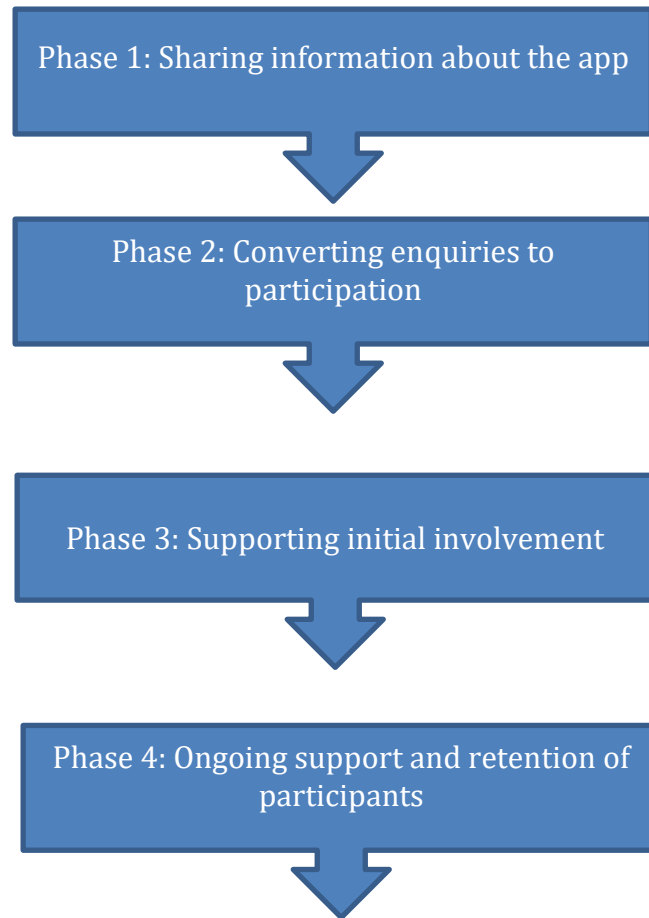 Phase 1: Sharing information about the app
Phase 2: Converting enquiries to
participation
Phase 3: Supporting initial involvement
Phase 4: Ongoing support and retention of
participants